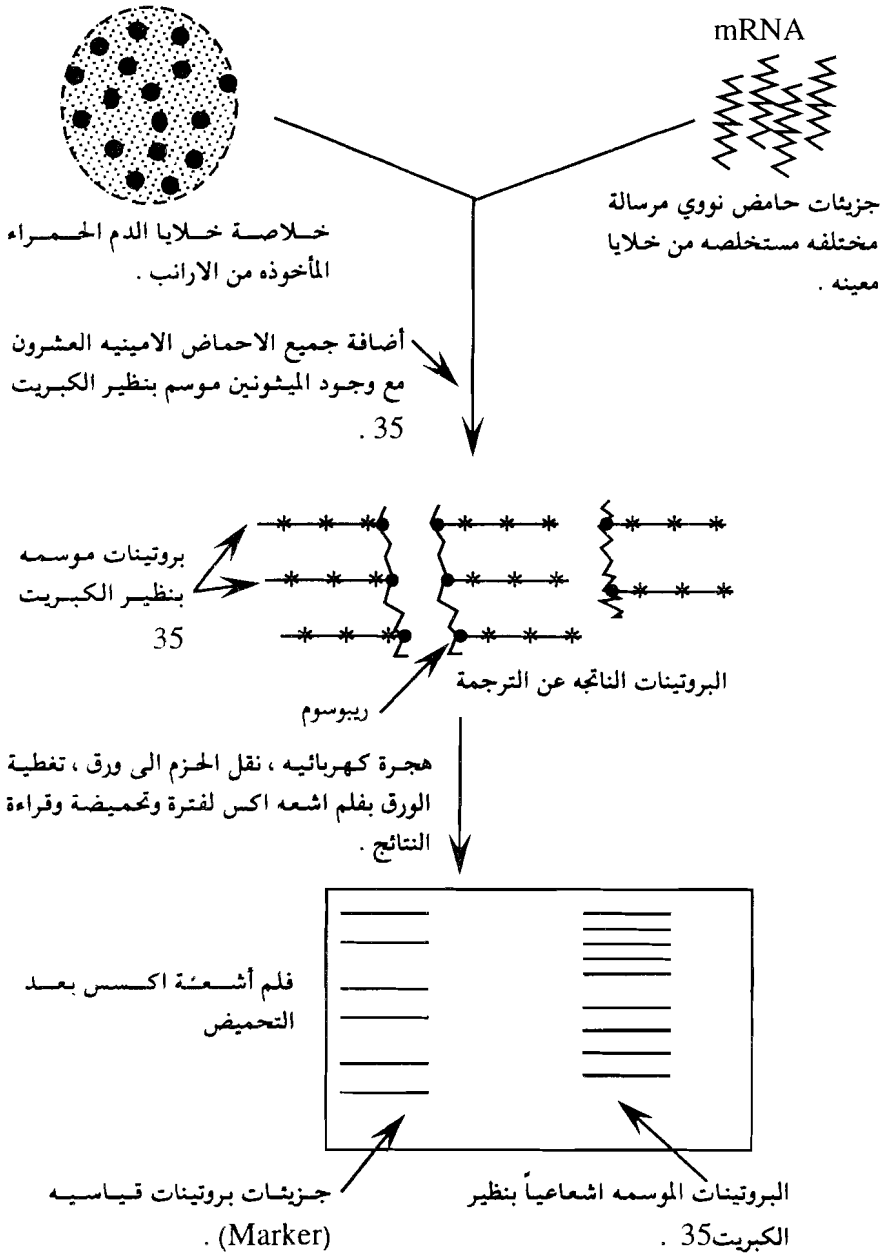 mRNA
جزيئات حامض نووي مرسالة
مختلفه مستخلصه من خلايا
معينه .
خلاصة خلايا الدم الحمراء
المأخوذه من الارانب .
أضافة جميع الاحماض الامينيه العشرون
مع وجود الميثونين موسم بنظير الكبريت
35 .
بروتينات موسمه
بنظير الكبريت
35
البروتينات الناتجه عن الترجمة
ريبوسوم
هجرة كهربائيه ، نقل الحزم الى ورق ، تغطية
الورق بفلم اشعه اكس لفترة وتحميضة وقراءة
النتائج .
فلم أشعة اكسس بعد
التحميض
البروتينات الموسمه اشعاعياً بنظير
الكبريت35 .
جزيئات بروتينات قياسيه
(Marker) .